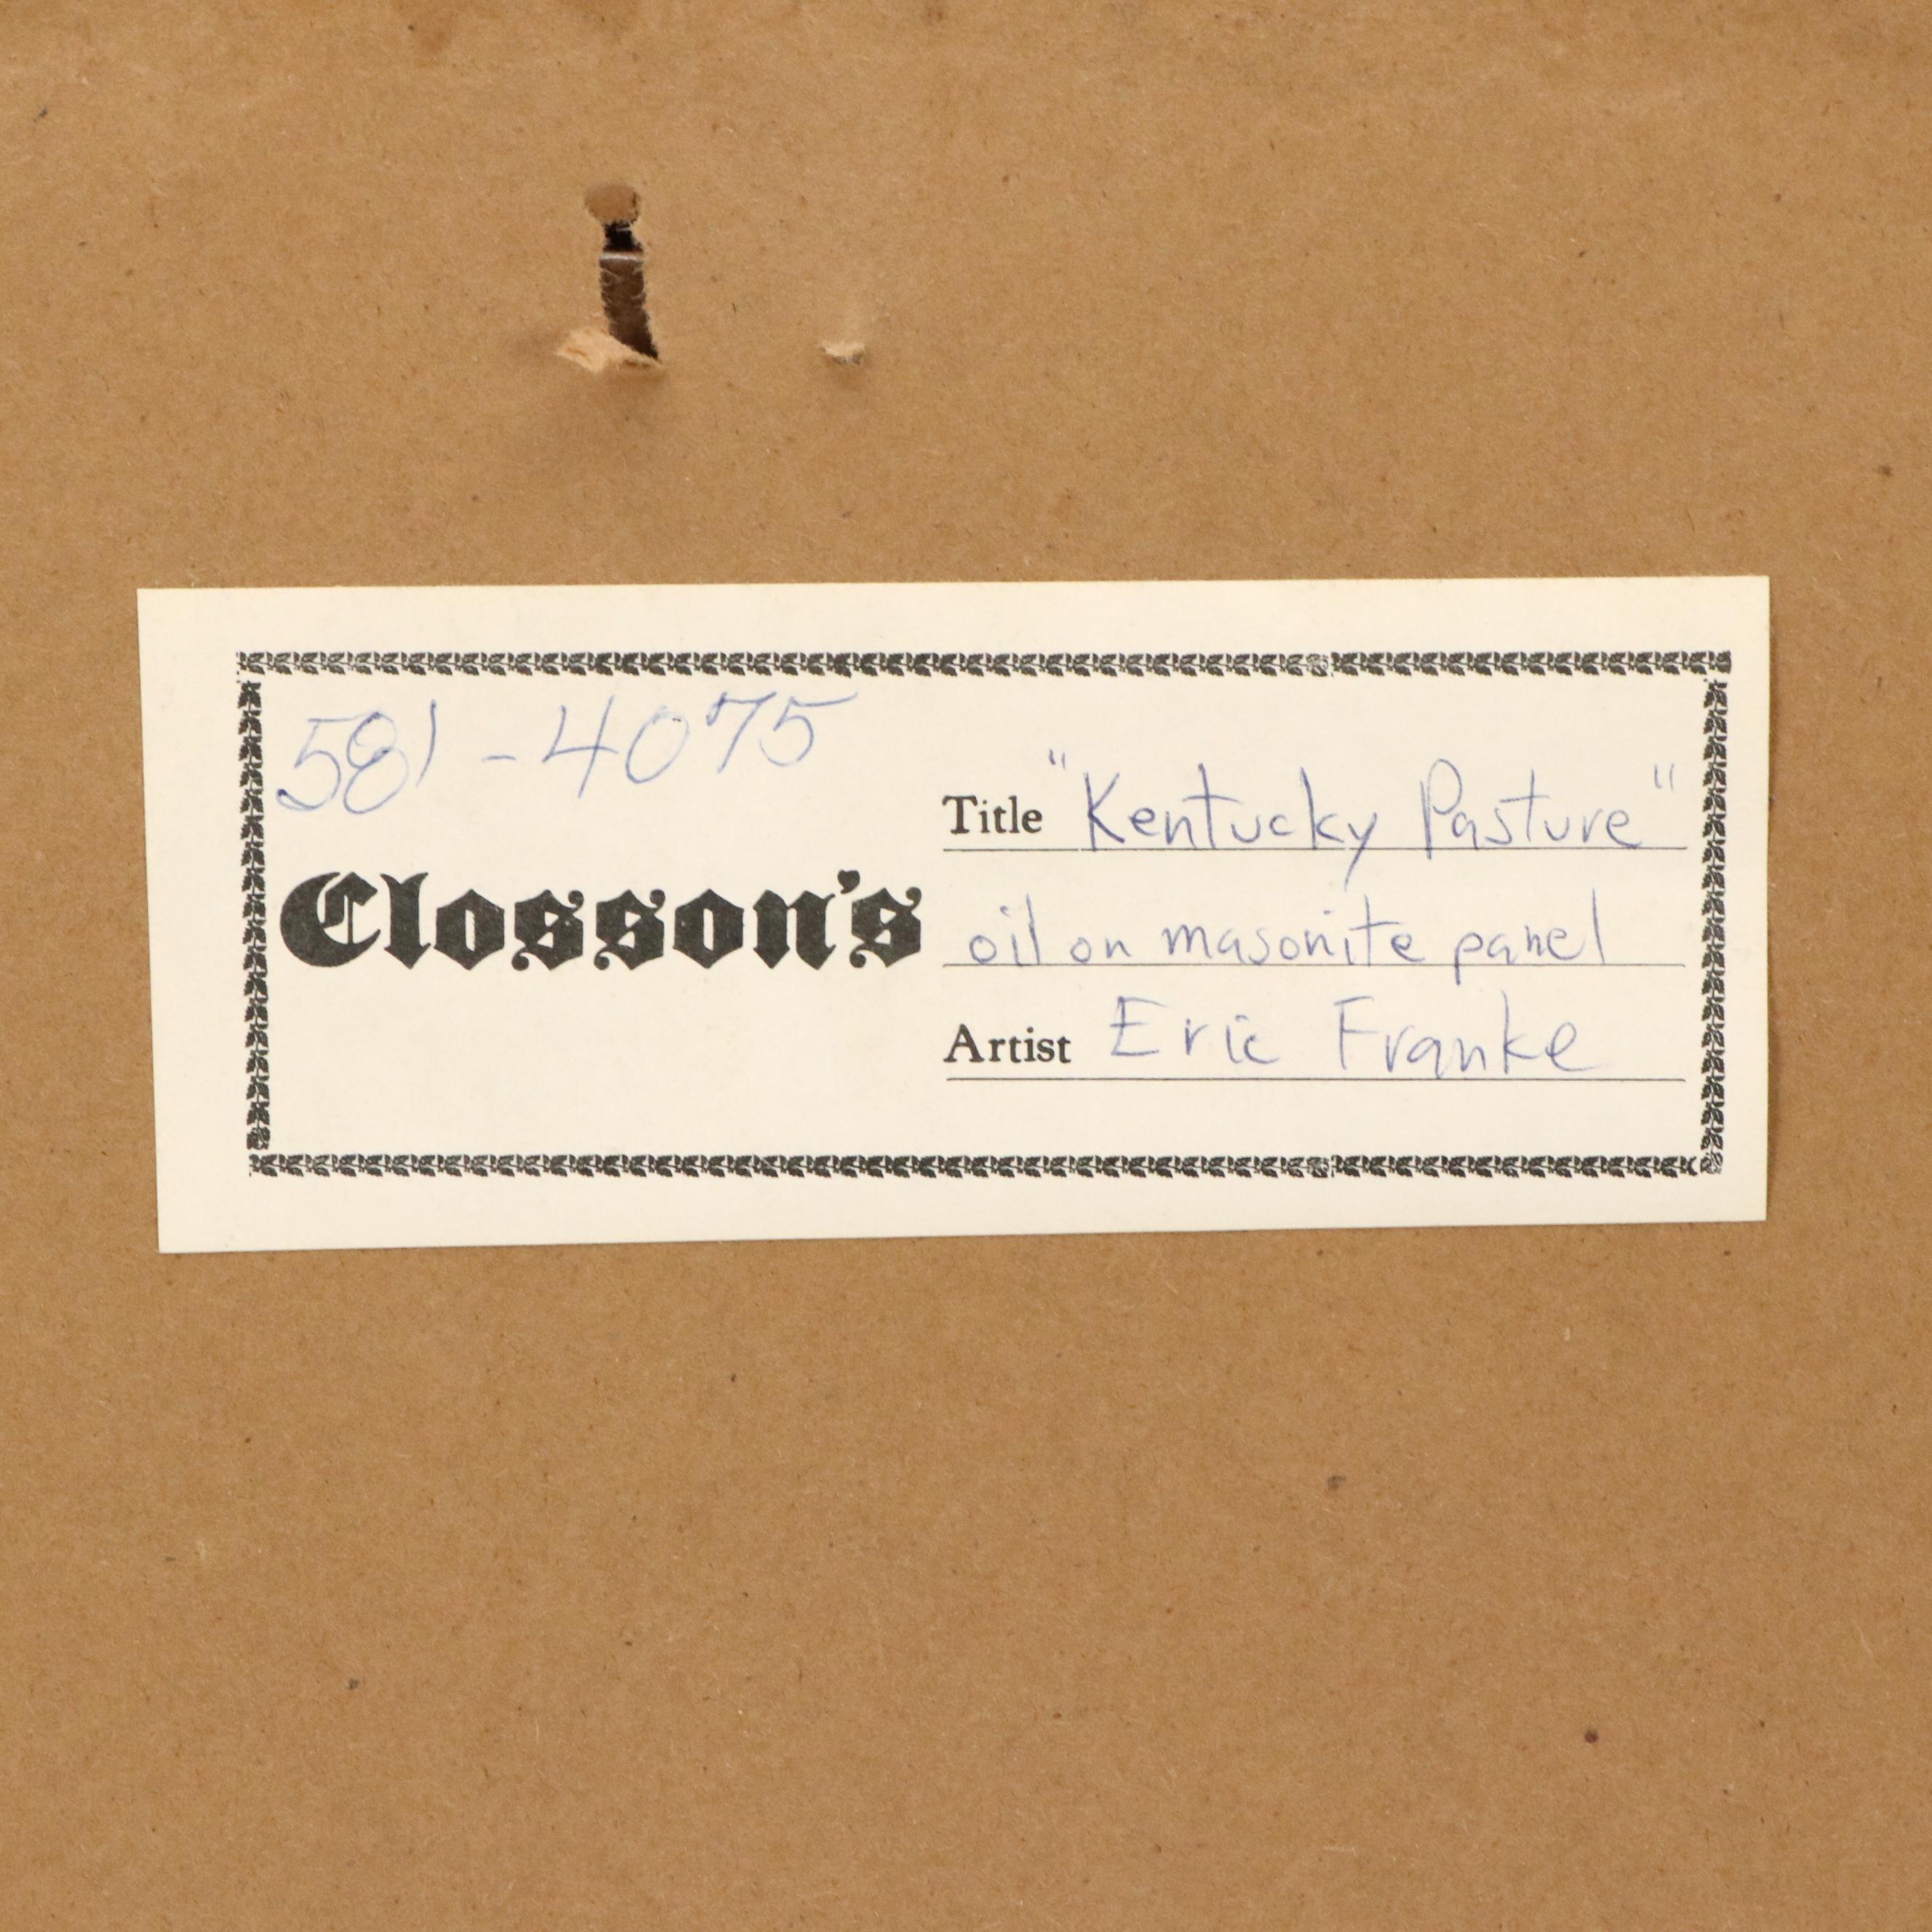 581 - 4075
Closson's
Title "Kentucky Pasture"
oil on masonite panel
Artist Eric Franke